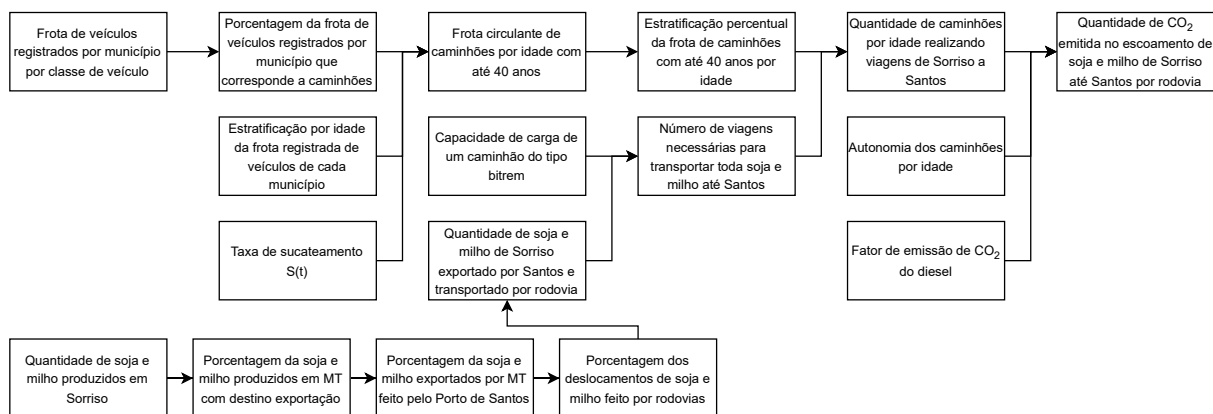 Frota de veículos
registrados por município
por classe de veículo
Porcentagem da frota de
veículos registrados por
município que
corresponde a caminhões
Frota circulante de
caminhões por idade com
até 40 anos
Estratificação percentual
da frota de caminhões
com até 40 anos por
idade
Quantidade de caminhões
por idade realizando
viagens de Sorriso a
Santos
Quantidade de CO₂
emitida no escoamento de
soja e milho de Sorriso
até Santos por rodovia
Estratificação por idade
da frota registrada de
veículos de cada
município
Capacidade de carga de
um caminhão do tipo
bitrem
Número de viagens
necessárias para
transportar toda soja e
milho até Santos
Autonomia dos caminhões
por idade
Taxa de sucateamento
S(t)
Quantidade de soja e
milho de Sorriso
exportado por Santos e
transportado por rodovia
Fator de emissão de CO₂
do diesel
Quantidade de soja e
milho produzidos em
Sorriso
Porcentagem da soja e
milho produzidos em MT
com destino exportação
Porcentagem da soja e
milho exportados por MT
feito pelo Porto de Santos
Porcentagem dos
deslocamentos de soja e
milho feito por rodovias